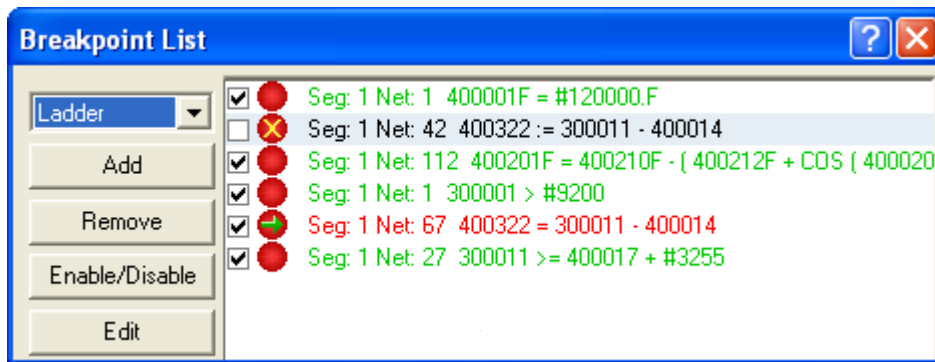 Breakpoint List
Ladder
Add
Remove
Enable/Disable
Edit
Seg: 1 Net: 1 400001F = #120000.F
Seg: 1 Net: 42 400322 := 300011 - 400014
Seg: 1 Net: 112 400201F = 400210F - ( 400212F + COS ( 400020
Seg: 1 Net: 1 300001 > #9200
Seg: 1 Net: 67 400322 = 300011 - 400014
Seg: 1 Net: 27 300011 >= 400017 + #3255